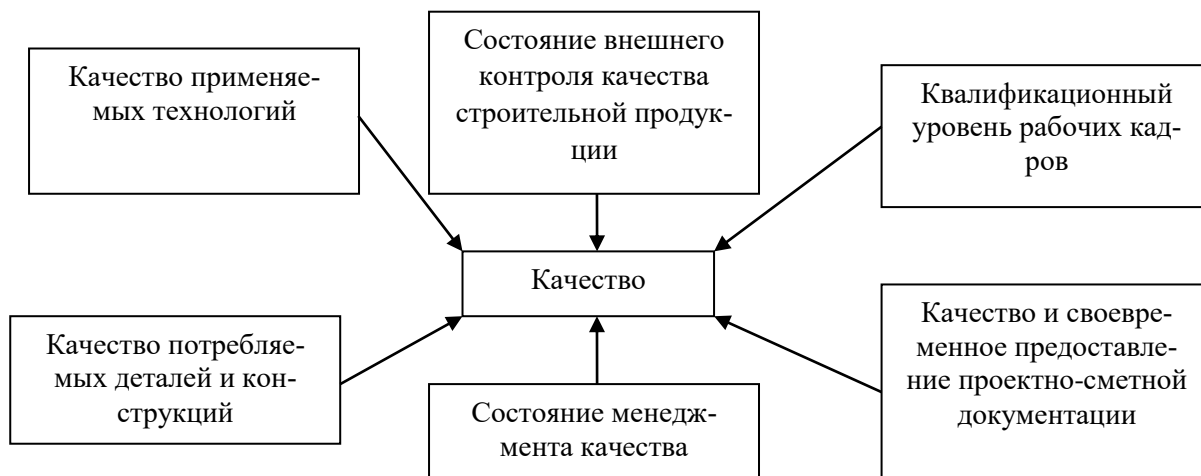 Качество применяе-
мых технологий
Состояние внешнего
контроля качества
строительной продук-
ции
Квалификационный
уровень рабочих кад-
ров
Качество
Качество потребляе-
мых деталей и кон-
струкций
Состояние менедж-
мента качества
Качество и своевре-
менное предоставле-
ние проектно-сметной
документации